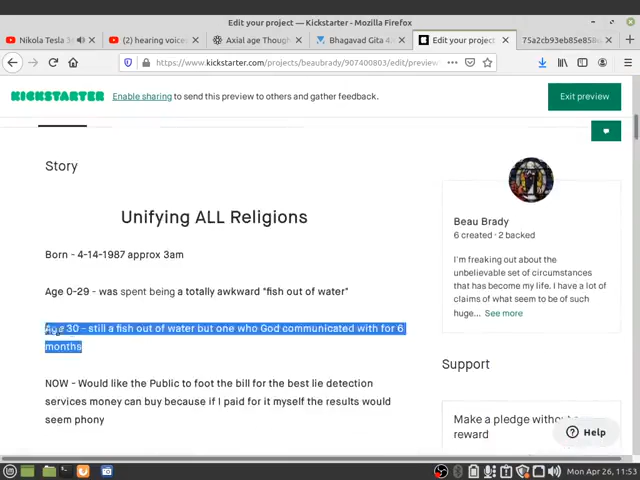 Edit your project — Kickstarter - Mozilla Firefox
Nikola Tesla 3
(2) hearing voice
Axial age Though
Bhagavad Gita 4
Edit your project
75a2cb93eb85e85
https://www.kickstarter.com/projects/beaubrady/907400803/edit/preview
KICKSTARTER
Enable sharing to send this preview to others and gather feedback.
Exit preview
Story
Unifying ALL Religions
Born - 4-14-1987 approx 3am
Age 0-29 - was spent being a totally awkward "fish out of water"
Age 30 - still a fish out of water but one who God communicated with for 6
months
NOW - Would like the Public to foot the bill for the best lie detection
services money can buy because if I paid for it myself the results would
seem phony
Beau Brady
6 created · 2 backed
I'm freaking out about the
unbelievable set of circumstances
that has become my life. I have a lot
of claims of what seem to be of such
huge... See more
Support
Make a pledge without a
reward
Help
Mon Apr 26, 11:53